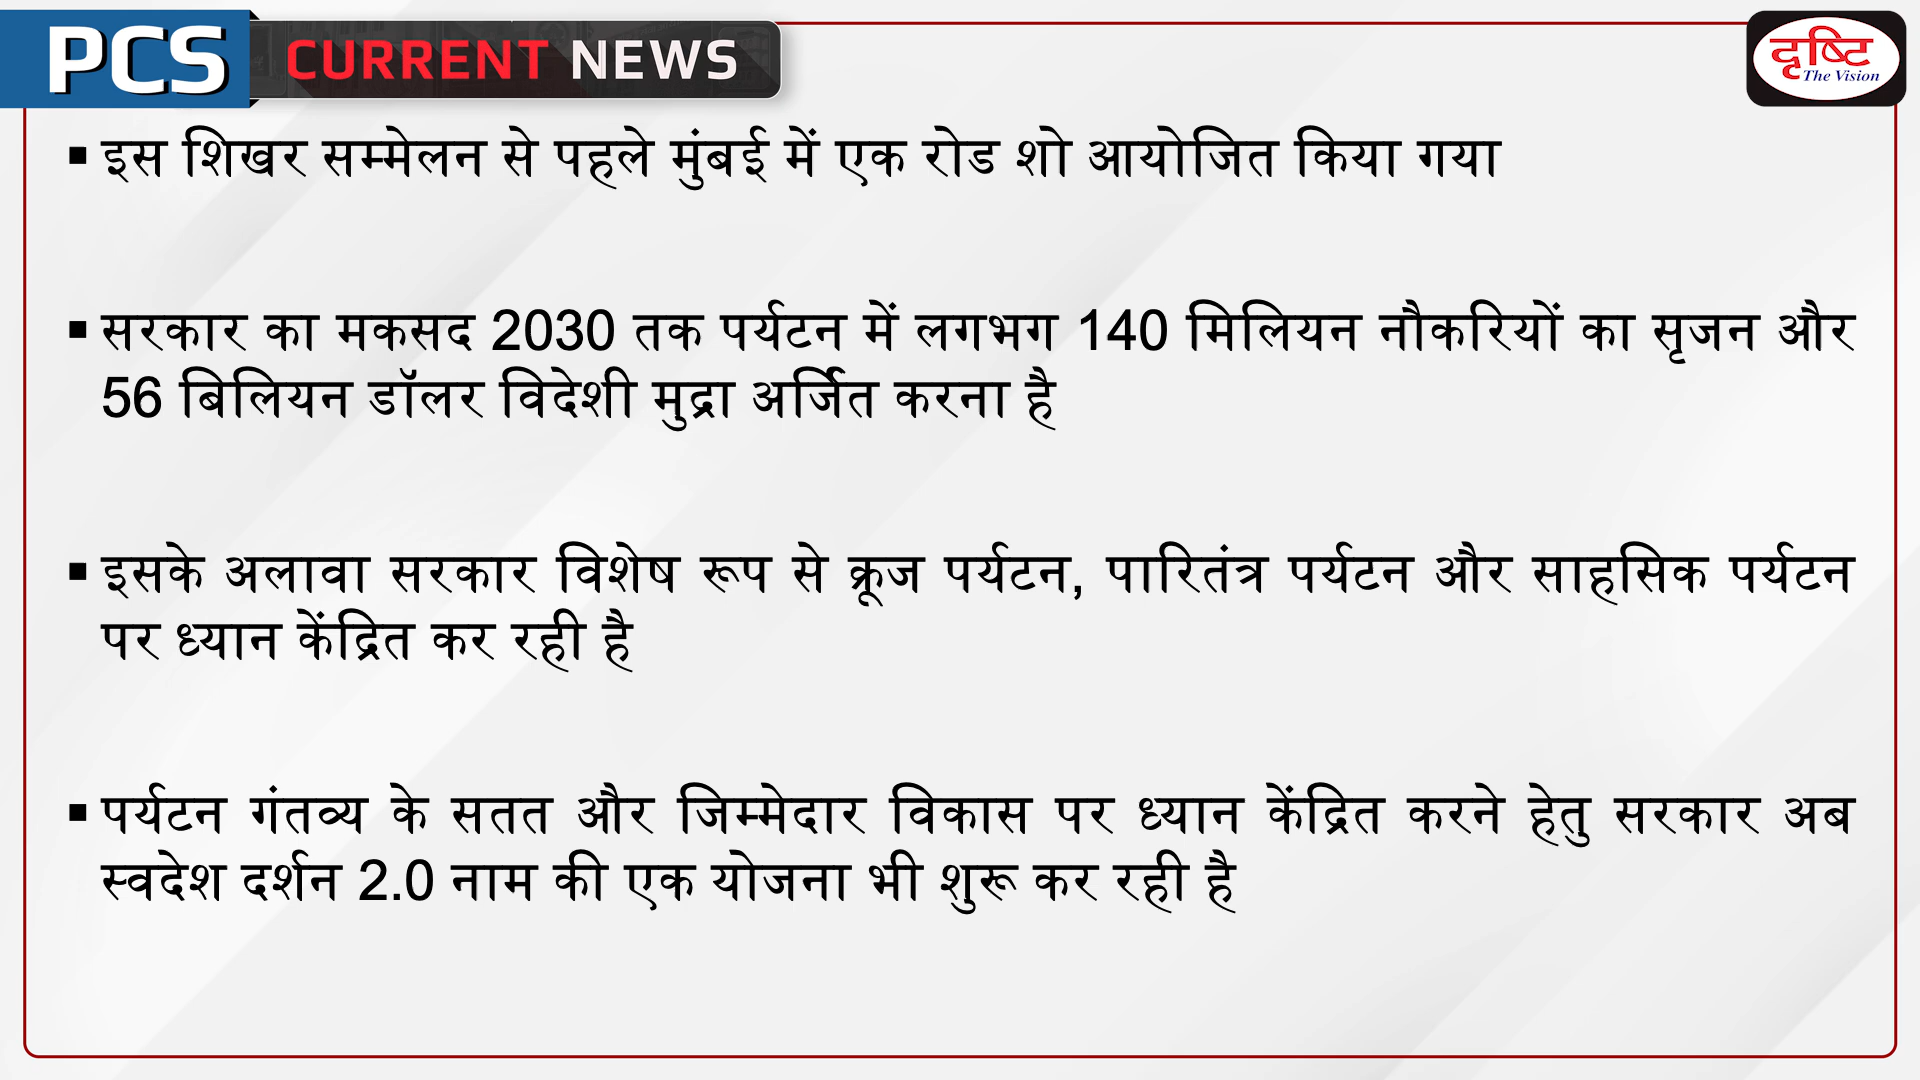 PCS CURRENT NEWS
दृष्टि
The Vision
▪ इस शिखर सम्मेलन से पहले मुंबई में एक रोड शो आयोजित किया गया
▪ सरकार का मकसद 2030 तक पर्यटन में लगभग 140 मिलियन नौकरियों का सृजन और
56 बिलियन डॉलर विदेशी मुद्रा अर्जित करना है
▪ इसके अलावा सरकार विशेष रूप से क्रूज पर्यटन, पारितंत्र पर्यटन और साहसिक पर्यटन
पर ध्यान केंद्रित कर रही है
▪ पर्यटन गंतव्य के सतत और जिम्मेदार विकास पर ध्यान केंद्रित करने हेतु सरकार अब
स्वदेश दर्शन 2.0 नाम की एक योजना भी शुरू कर रही है